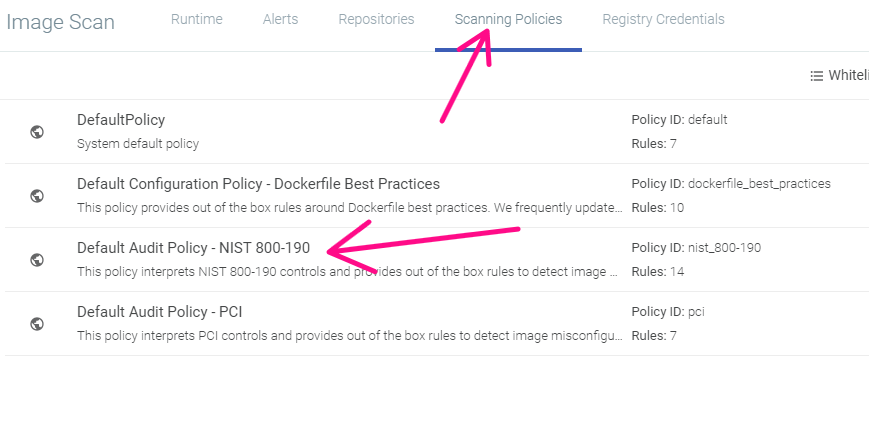 Image Scan
Runtime
Alerts
Repositories
Scanning Policies
Registry Credentials
Whiteli
DefaultPolicy
Policy ID: default
System default policy
Rules: 7
Default Configuration Policy - Dockerfile Best Practices
Policy ID: dockerfile_best_practices
This policy provides out of the box rules around Dockerfile best practices. We frequently update...
Rules: 10
Default Audit Policy - NIST 800-190
Policy ID: nist_800-190
This policy interprets NIST 800-190 controls and provides out of the box rules to detect image ...
Rules: 14
Default Audit Policy - PCI
Policy ID: pci
This policy interprets PCI controls and provides out of the box rules to detect image misconfigu...
Rules: 7